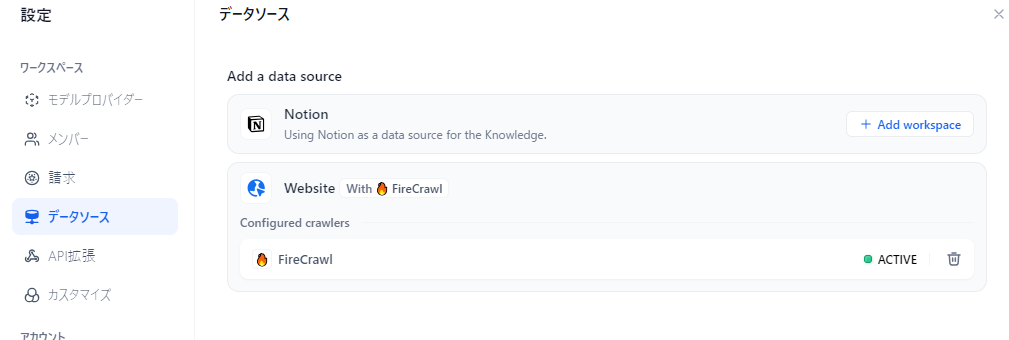 設定
ワークスペース
モデルプロバイダー
メンバー
請求
データソース
API拡張
カスタマイズ
アカウント
データソース
Add a data source
Notion
Using Notion as a data source for the Knowledge.
+ Add workspace
Website With 🔥 FireCrawl
Configured crawlers
FireCrawl
ACTIVE